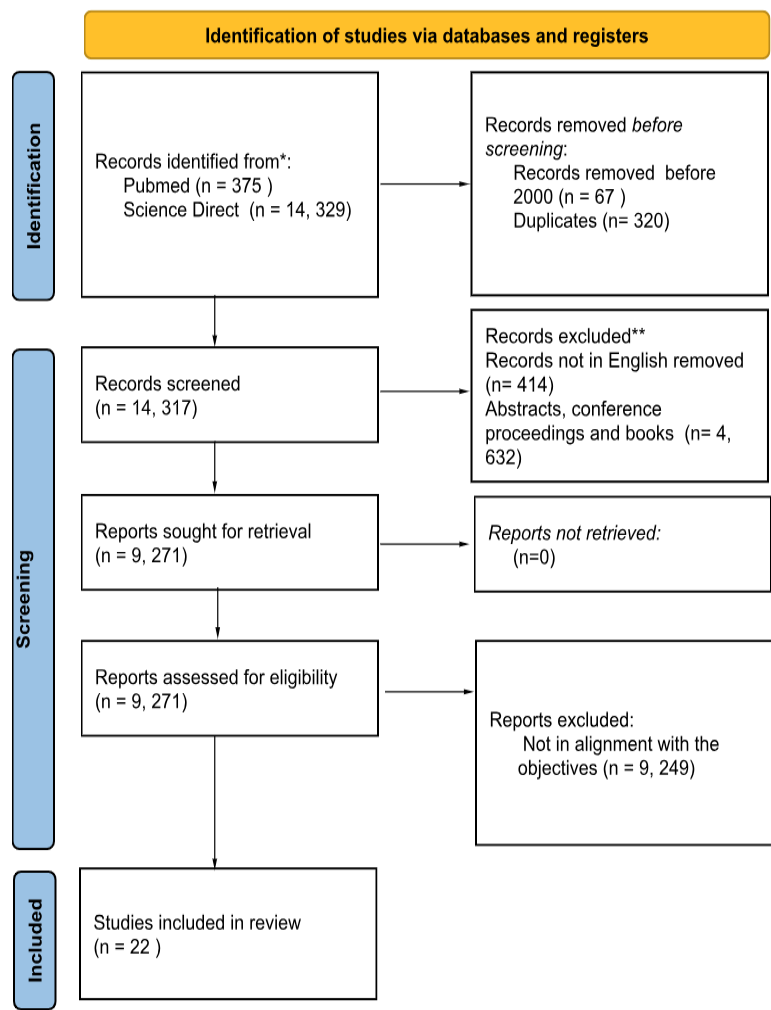 Identification of studies via databases and registers
Identification
Records identified from*:
Pubmed (n = 375 )
Science Direct (n = 14, 329)
Records removed before
screening:
Records removed before
2000 (n = 67 )
Duplicates (n= 320)
Screening
Records screened
(n = 14, 317)
Records excluded**
Records not in English removed
(n= 414)
Abstracts, conference
proceedings and books (n= 4,
632)
Reports sought for retrieval
(n = 9, 271)
Reports not retrieved:
(n=0)
Reports assessed for eligibility
(n = 9, 271)
Reports excluded:
Not in alignment with the
objectives (n = 9, 249)
Included
Studies included in review
(n = 22 )